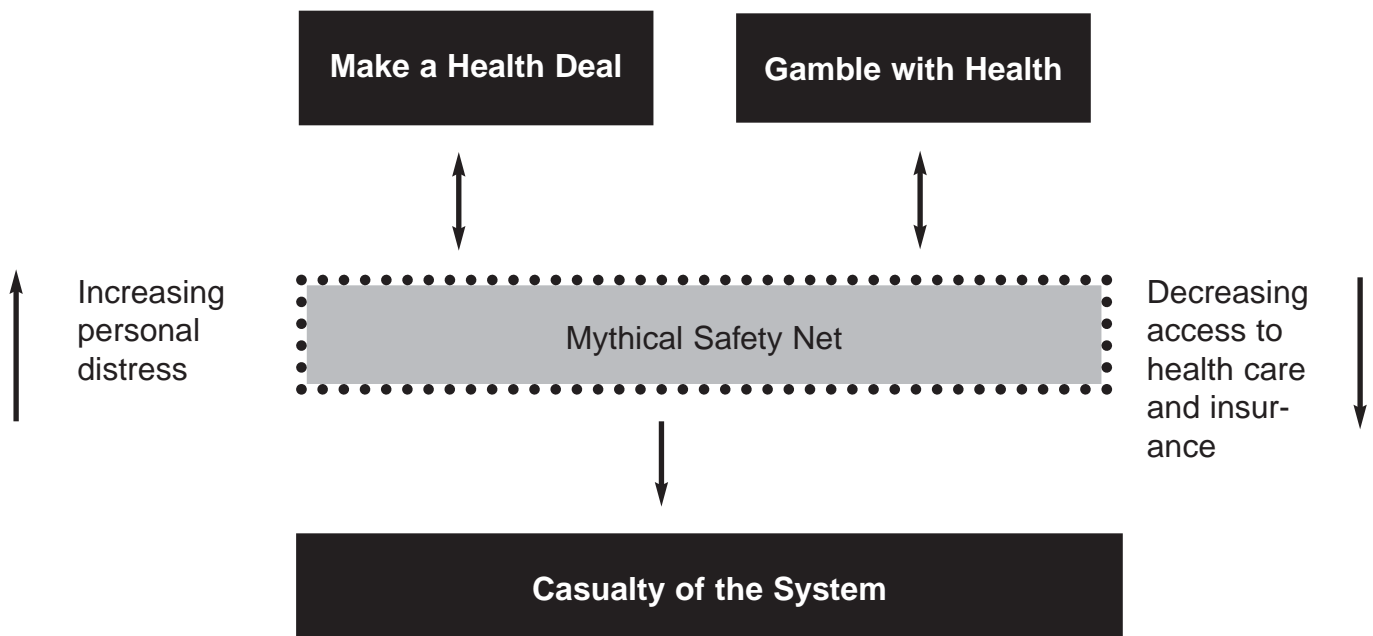 Make a Health Deal
Gamble with Health
Increasing
personal
distress
Mythical Safety Net
Decreasing
access to
health care
and insur-
ance
Casualty of the System